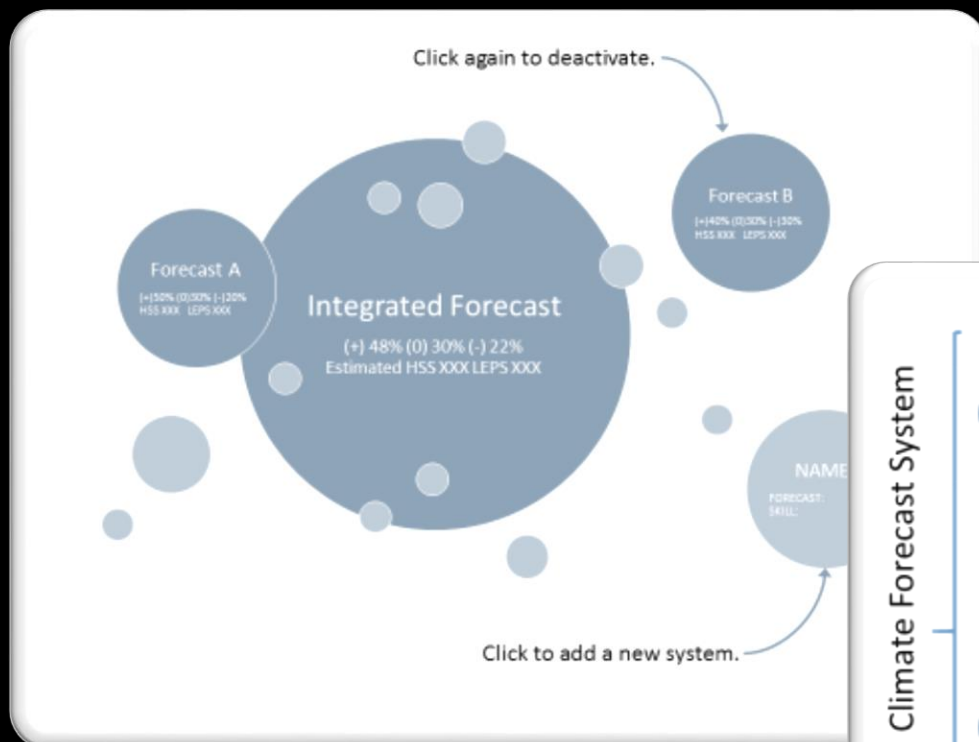 Click again to deactivate.
Forecast B
(+)40% (0)30% (-)30%
HSS XXX LEPS XXX
Forecast A
(+)50% (0)30% (-)20%
HSS XXX LEPS XXX
Integrated Forecast
(+) 48% (0) 30% (-) 22%
Estimated HSS XXX LEPS XXX
NAME
FORECAST:
SKILL:
Click to add a new system.
Climate Forecast System